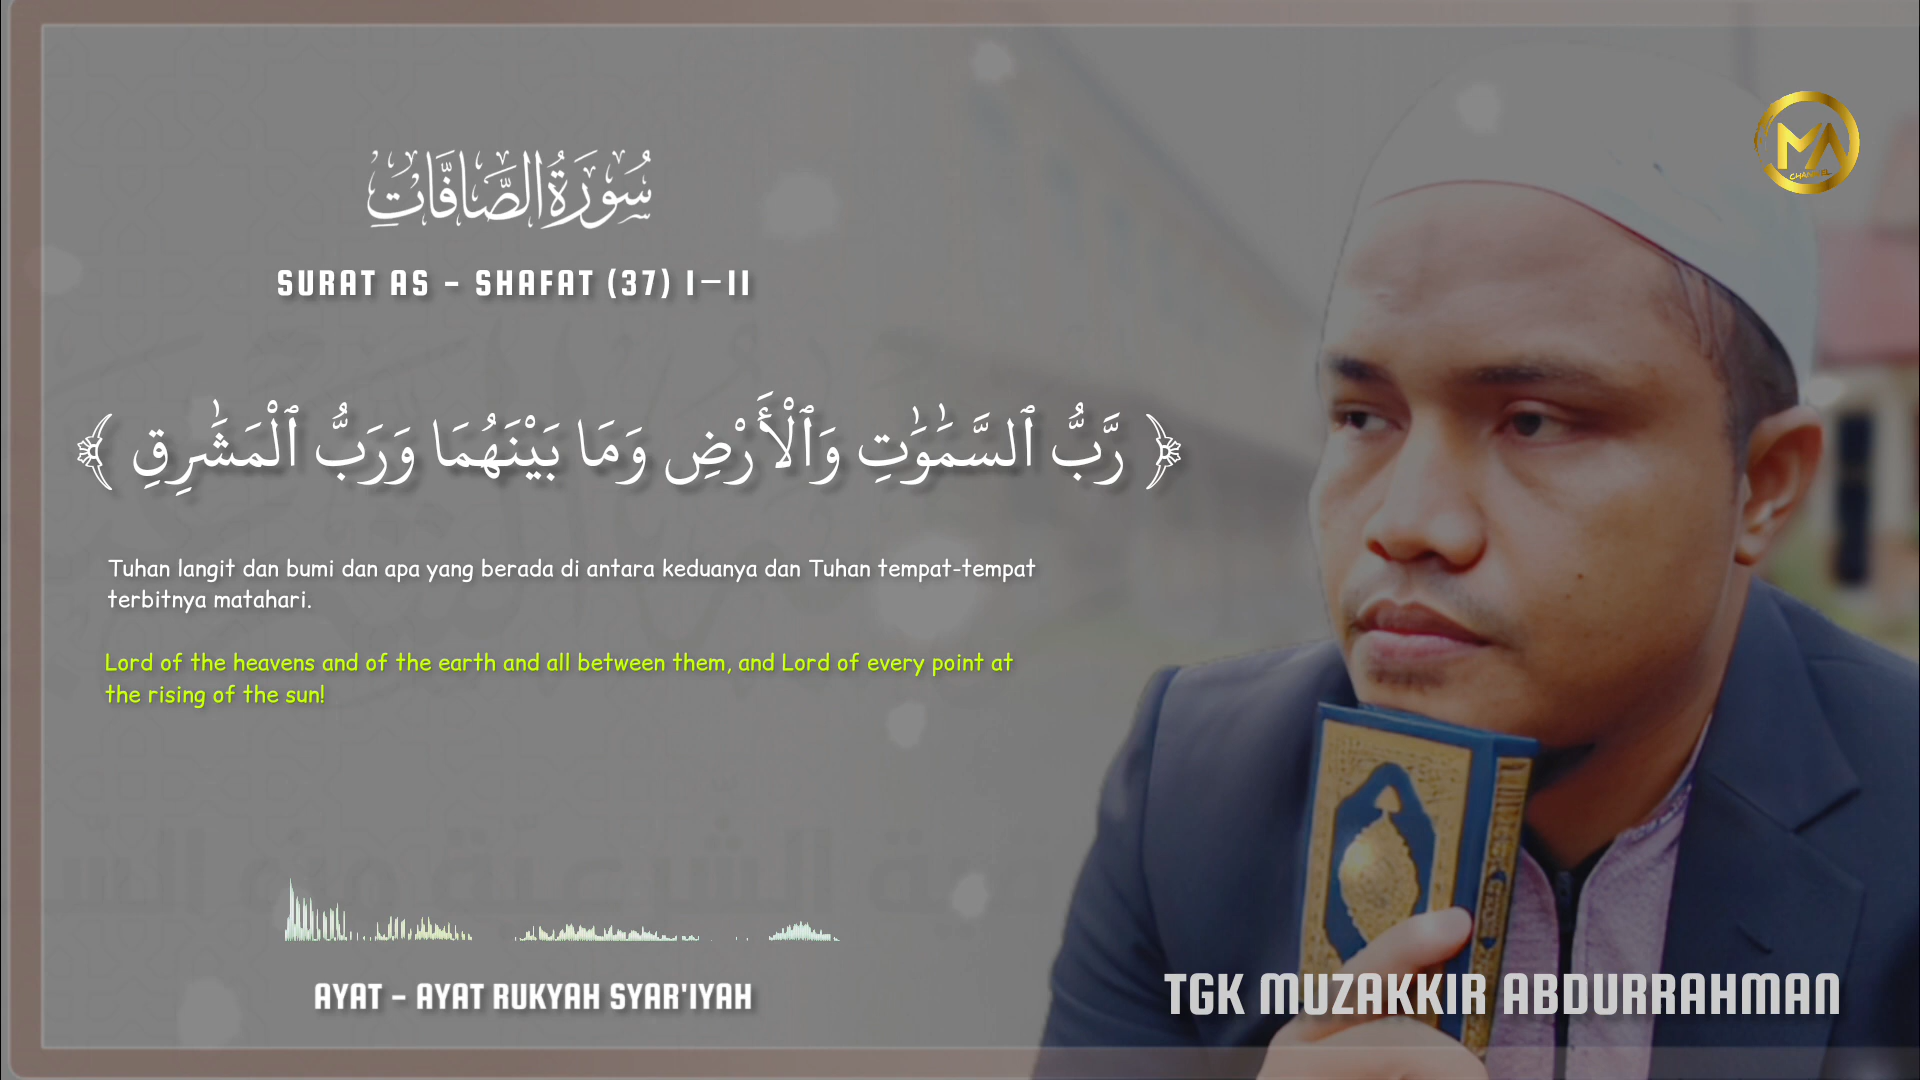 سُورَةُ الصَّافَّاتِ
SURAT AS - SHAFAT (37) 1-11
﴿ رَّبُّ ٱلسَّمَٰوَٰتِ وَٱلْأَرْضِ وَمَا بَيْنَهُمَا وَرَبُّ ٱلْمَشَٰرِقِ ﴾
Tuhan langit dan bumi dan apa yang berada di antara keduanya dan Tuhan tempat-tempat
terbitnya matahari.
Lord of the heavens and of the earth and all between them, and Lord of every point at
the rising of the sun!
AYAT - AYAT RUKYAH SYAR'IYAH
TGK MUZAKKIR ABDURRAHMAN
MA
CHANNEL